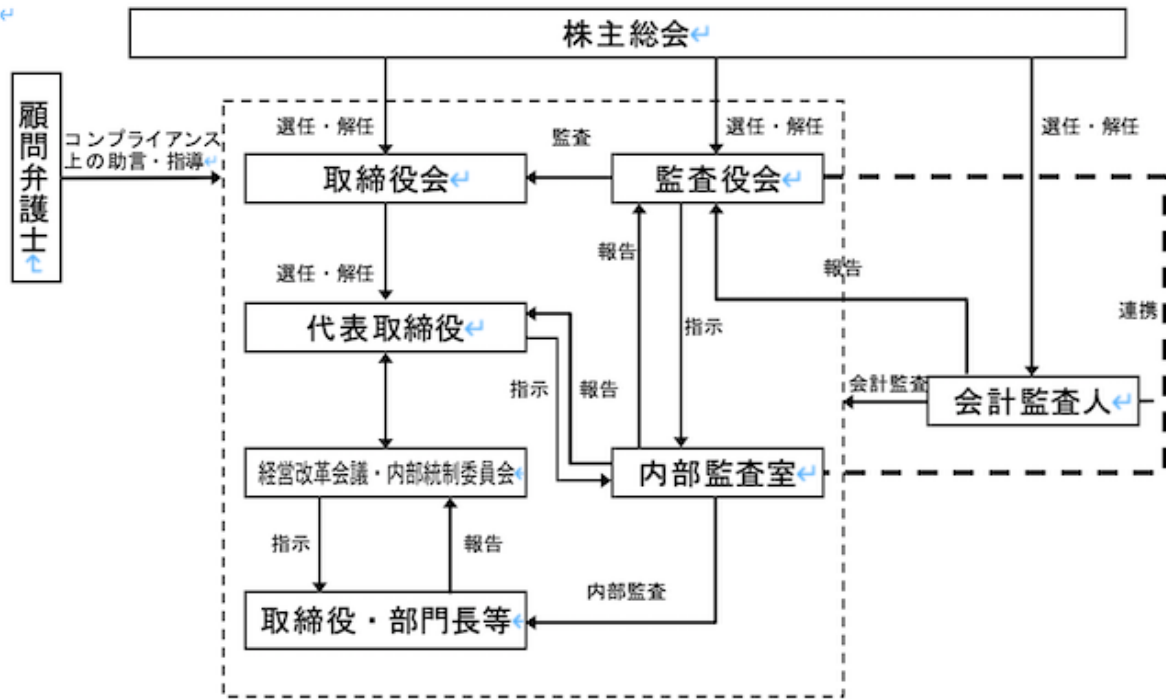 株主総会
顧問弁護士
コンプライアンス
上の助言・指導
選任・解任
監査
選任・解任
選任・解任
取締役会
監査役会
報告
報告
選任・解任
指示
連携
代表取締役
指示
報告
会計監査
会計監査人
経営改革会議・内部統制委員会
内部監査室
指示
報告
内部監査
取締役・部門長等